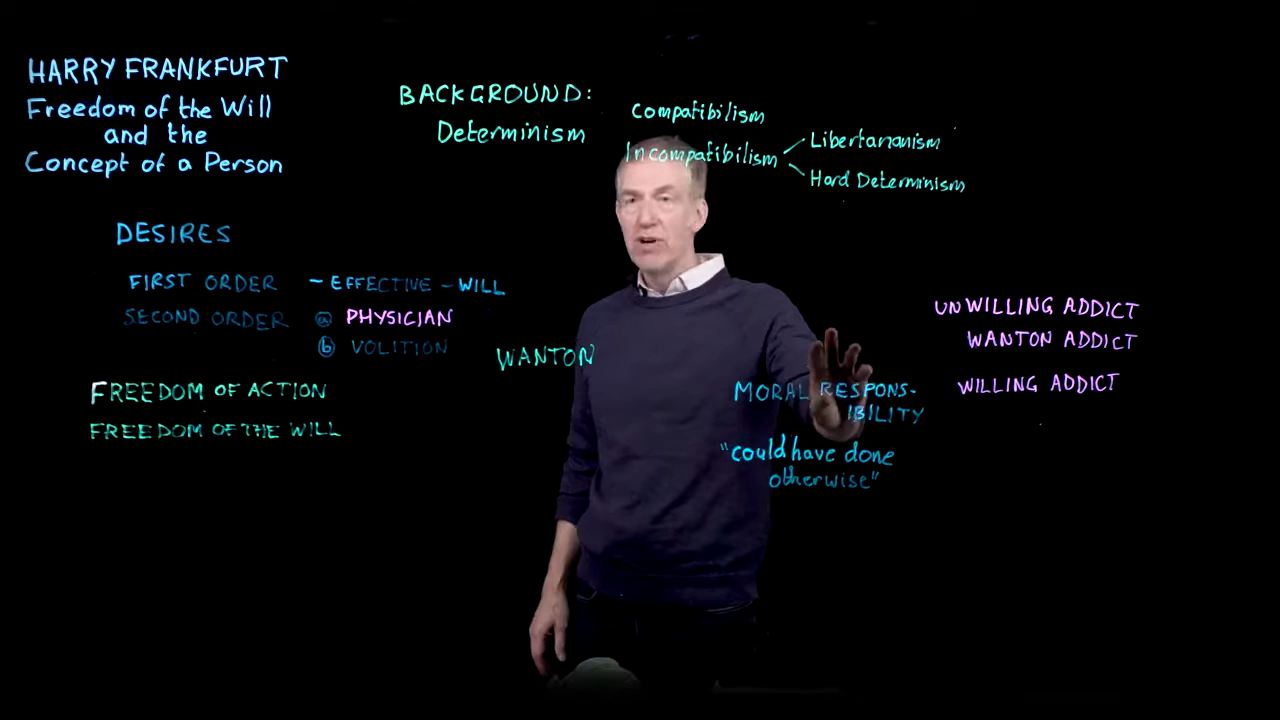 HARRY FRANKFURT
Freedom of the Will
and the
Concept of a Person
BACKGROUND:
Determinism
Compatibilism
Incompatibilism
Libertarianism
Hard Determinism
DESIRES
FIRST ORDER - EFFECTIVE - WILL
SECOND ORDER ⓐ PHYSICIAN
ⓑ VOLITION
WANTON
FREEDOM OF ACTION
FREEDOM OF THE WILL
MORAL RESPONS-
IBILITY
"could have done
otherwise"
UNWILLING ADDICT
WANTON ADDICT
WILLING ADDICT